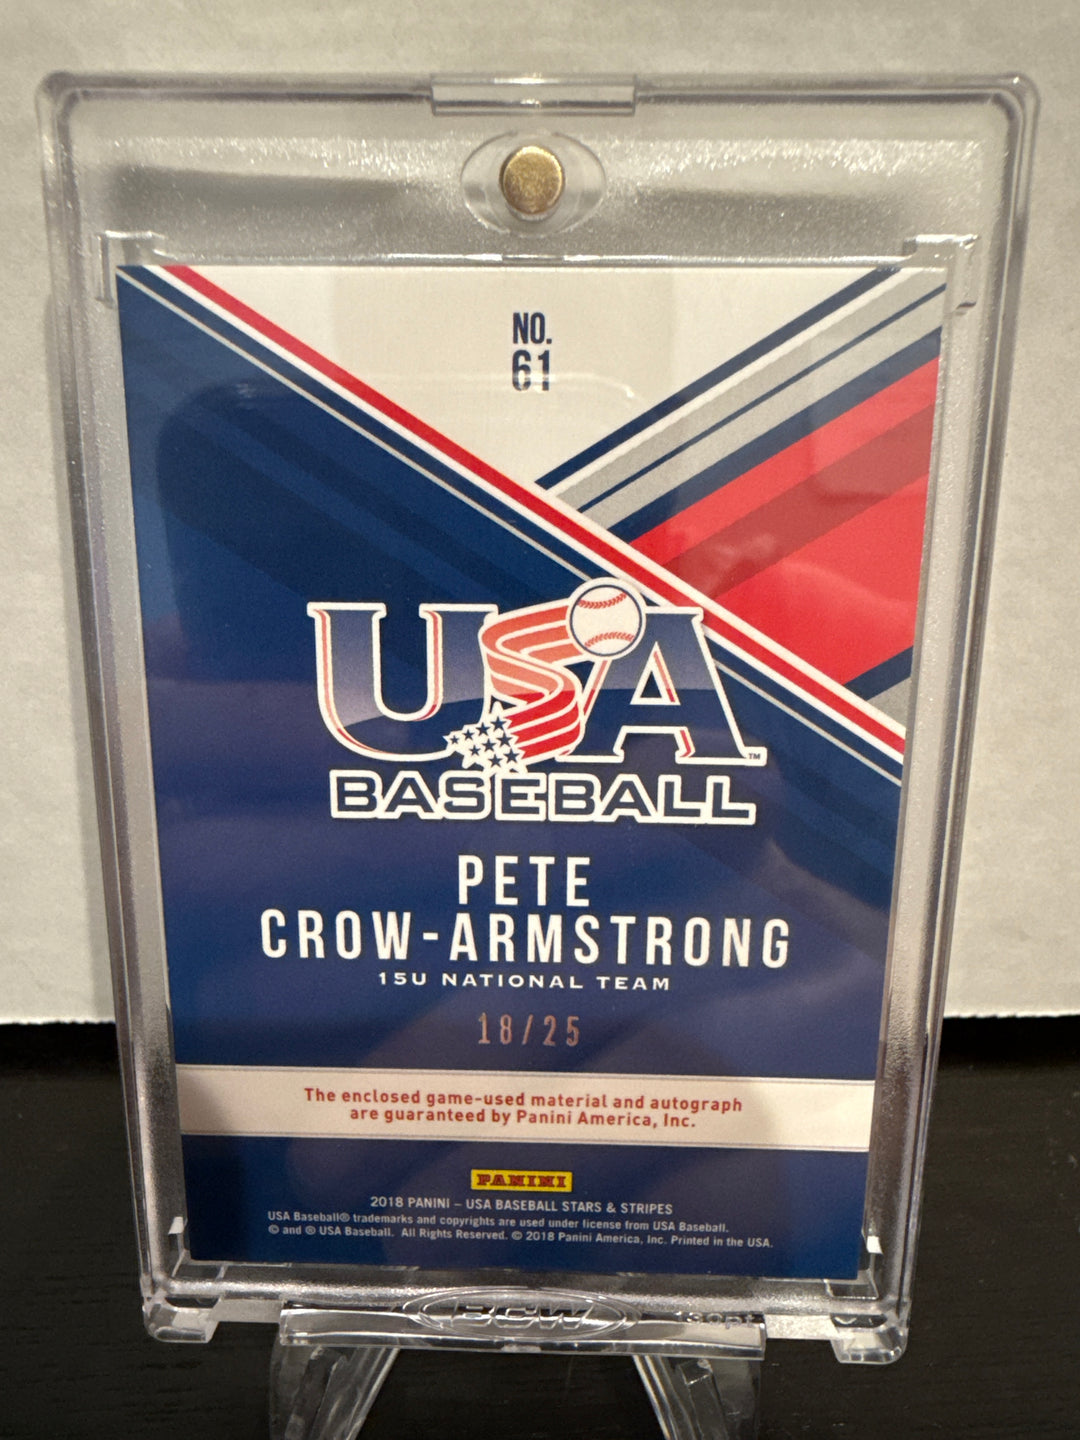 NO.
61
USA
TM
BASEBALL
PETE
CROW-ARMSTRONG
15U NATIONAL TEAM
18/25
The enclosed game-used material and autograph
are guaranteed by Panini America, Inc.
PANINI
2018 PANINI – USA BASEBALL STARS & STRIPES
USA Baseball® trademarks and copyrights are used under license from USA Baseball.
© and ® USA Baseball. All Rights Reserved. © 2018 Panini America, Inc. Printed in the USA.
BCW
130pt